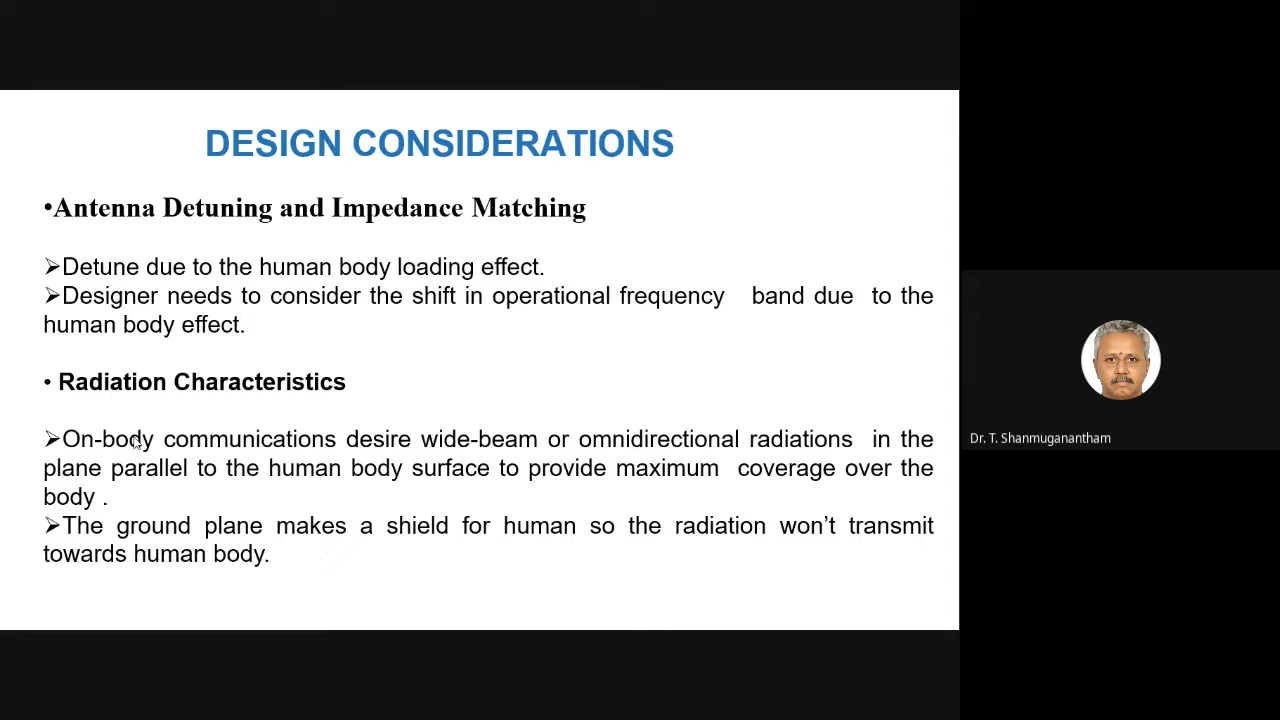 DESIGN CONSIDERATIONS
•Antenna Detuning and Impedance Matching
➢Detune due to the human body loading effect.
➢Designer needs to consider the shift in operational frequency band due to the
human body effect.
• Radiation Characteristics
➢On-body communications desire wide-beam or omnidirectional radiations in the
plane parallel to the human body surface to provide maximum coverage over the
body .
➢The ground plane makes a shield for human so the radiation won’t transmit
towards human body.
Dr. T. Shanmuganantham